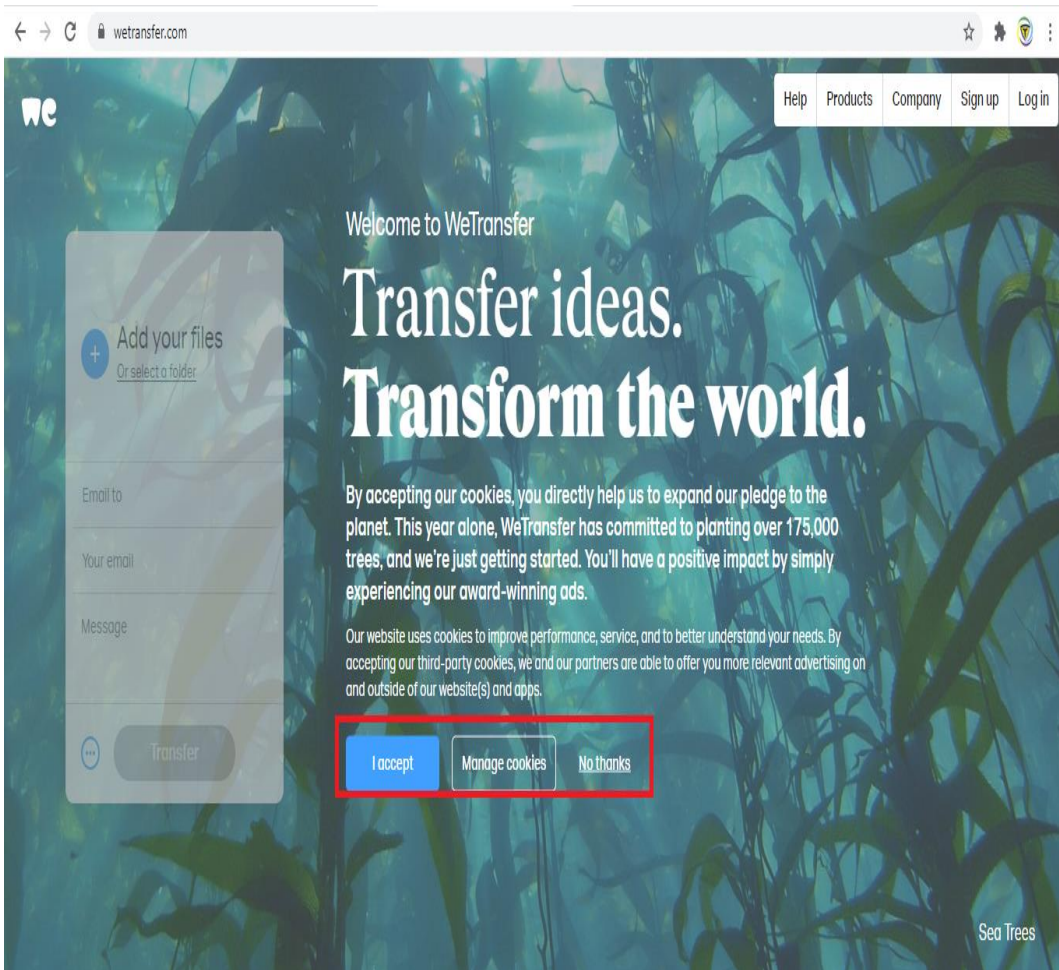 wetransfer.com
we
Help Products Company Sign up Log in
Welcome to WeTransfer
Transfer ideas.
Transform the world.
Add your files
Or select a folder
Email to
Your email
Message
Transfer
By accepting our cookies, you directly help us to expand our pledge to the
planet. This year alone, WeTransfer has committed to planting over 175,000
trees, and we're just getting started. You'll have a positive impact by simply
experiencing our award-winning ads.
Our website uses cookies to improve performance, service, and to better understand your needs. By
accepting our third-party cookies, we and our partners are able to offer you more relevant advertising on
and outside of our website(s) and apps.
I accept Manage cookies No thanks
Sea Trees